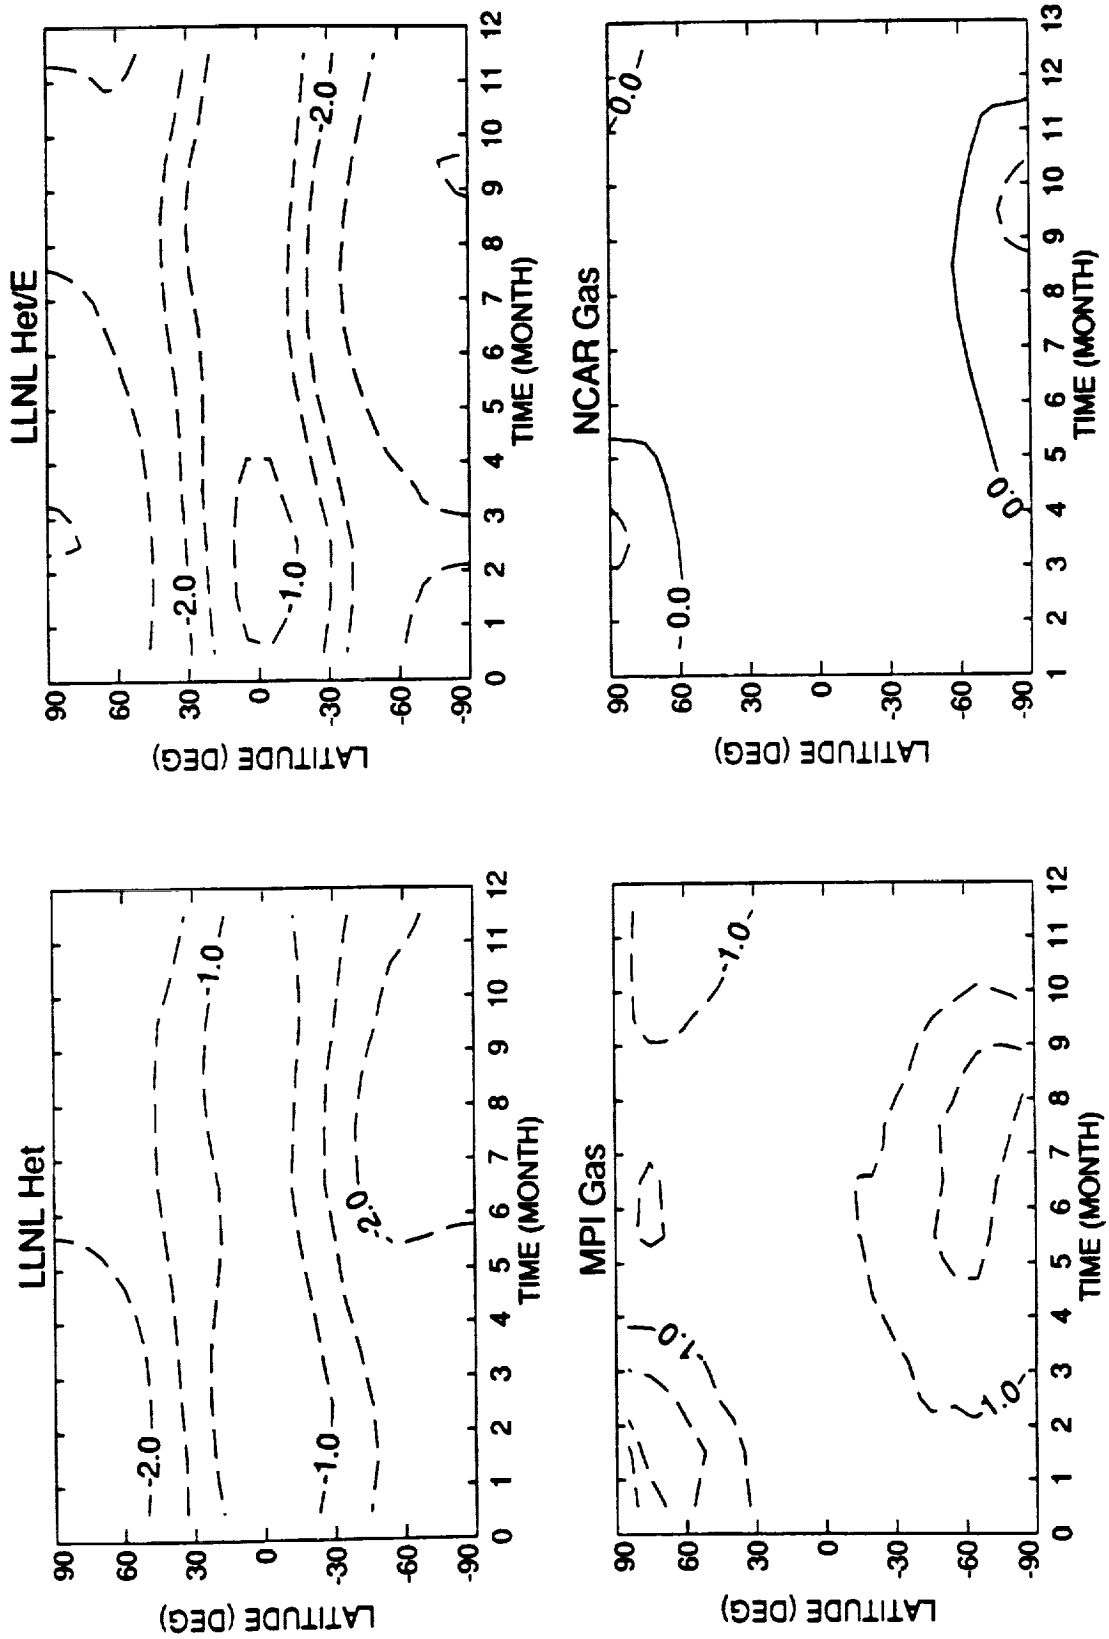 LLNL Het
90
60
30
0
-30
-60
-90
LATITUDE (DEG)
-2.0
-1.0
-1.0
-2.0
0 1 2 3 4 5 6 7 8 9 10 11 12
TIME (MONTH)
LLNL Het/E
90
60
30
0
-30
-60
-90
LATITUDE (DEG)
-2.0
-1.0
-2.0
0 1 2 3 4 5 6 7 8 9 10 11 12
TIME (MONTH)
MPI Gas
90
60
30
0
-30
-60
-90
LATITUDE (DEG)
-1.0
-1.0
1.0
0 1 2 3 4 5 6 7 8 9 10 11 12
TIME (MONTH)
NCAR Gas
90
60
30
0
-30
-60
-90
LATITUDE (DEG)
0.0
0.0
0.0
1 2 3 4 5 6 7 8 9 10 11 12 13
TIME (MONTH)